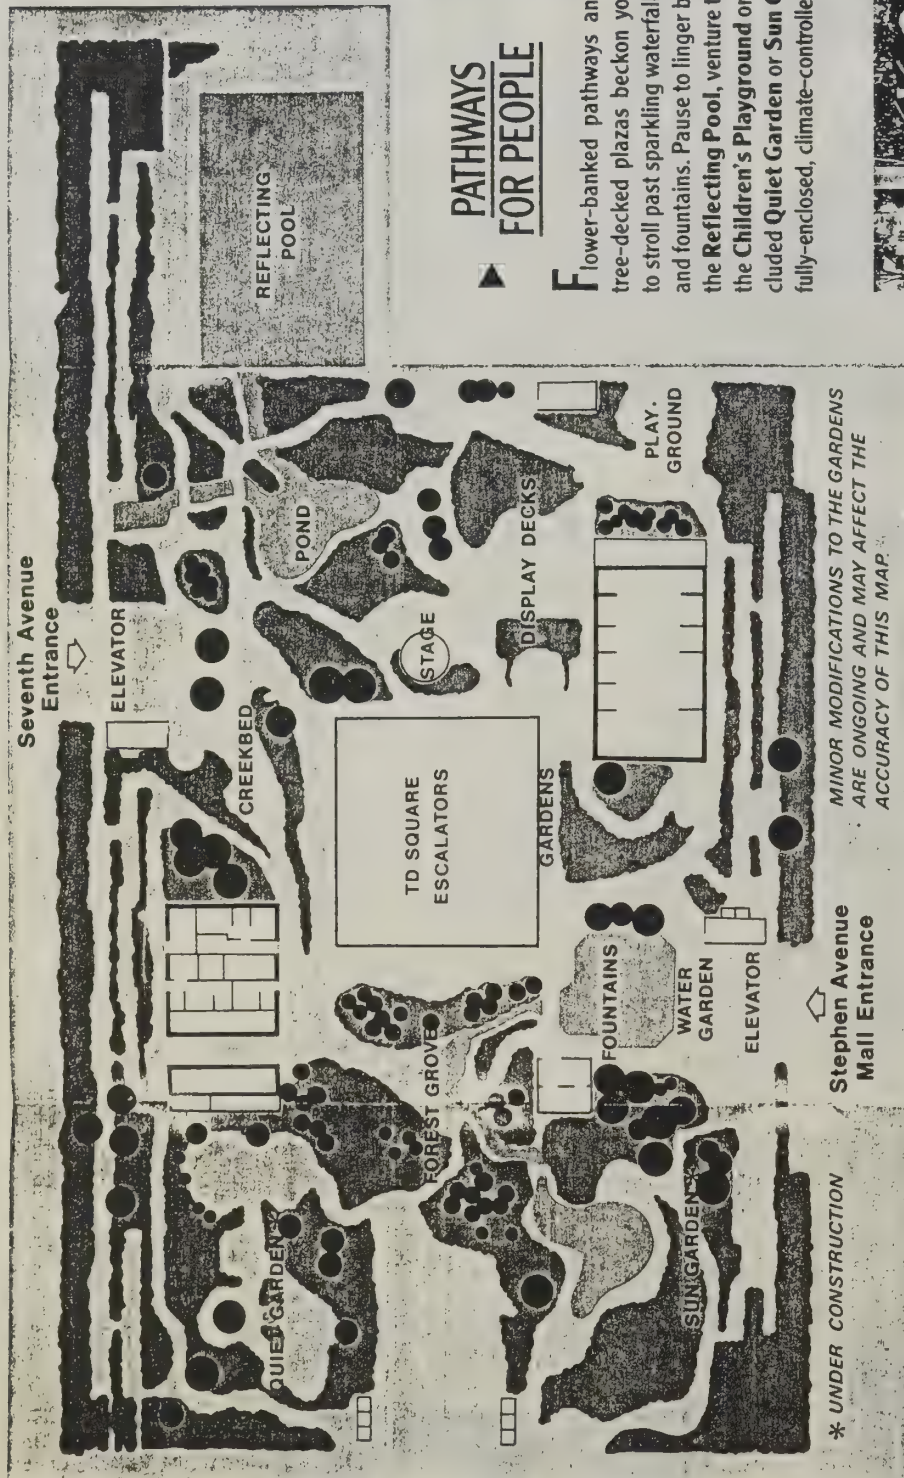 Seventh Avenue
Entrance
ELEVATOR
REFLECTING
POOL
CREEKBED
QUIET GARDEN
POND
TD SQUARE
ESCALATORS
STAGE
FOREST GROVE
DISPLAY DECKS
GARDENS
FOUNTAINS
PLAY-
GROUND
WATER
GARDEN
SUN GARDEN
ELEVATOR
Stephen Avenue
Mall Entrance
* UNDER CONSTRUCTION
MINOR MODIFICATIONS TO THE GARDENS
ARE ONGOING AND MAY AFFECT THE
ACCURACY OF THIS MAP.
PATHWAYS
FOR PEOPLE
Flower-banked pathways an
tree-decked plazas beckon yo
to stroll past sparkling waterfal
and fountains. Pause to linger b
the Reflecting Pool, venture t
the Children's Playground or
cluded Quiet Garden or Sun G
fully-enclosed, climate-controlle